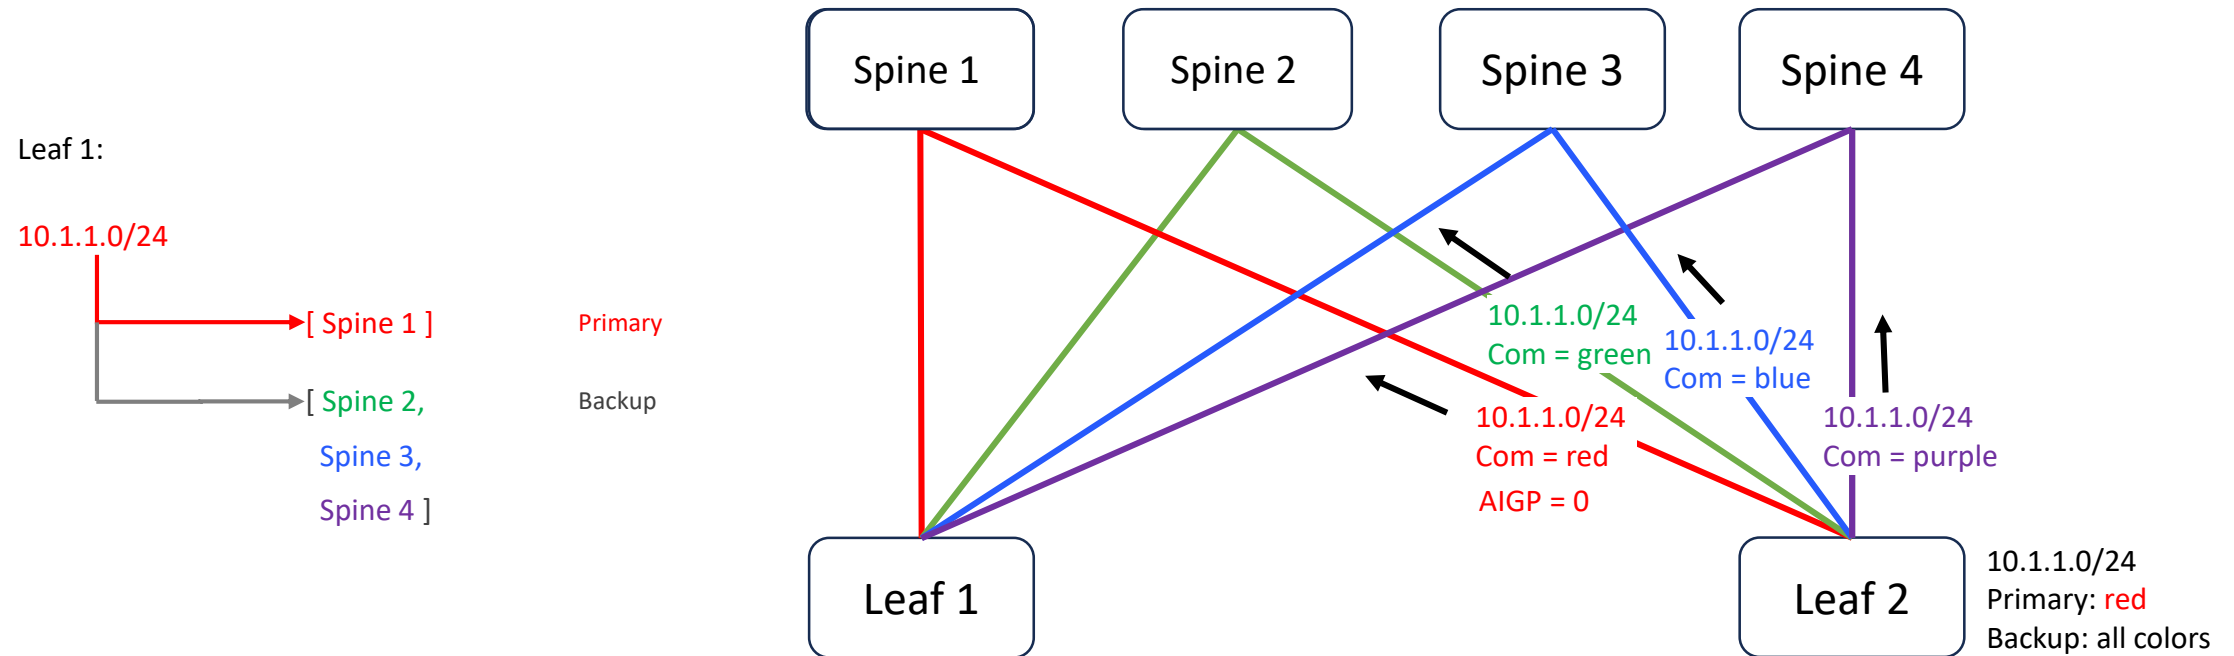 Spine 1
Spine 2
Spine 3
Spine 4
Leaf 1:
10.1.1.0/24
[ Spine 1 ]
Primary
[ Spine 2,
Backup
Spine 3,
Spine 4 ]
10.1.1.0/24
Com = green
10.1.1.0/24
Com = blue
10.1.1.0/24
Com = red
AIGP = 0
10.1.1.0/24
Com = purple
Leaf 1
Leaf 2
10.1.1.0/24
Primary: red
Backup: all colors